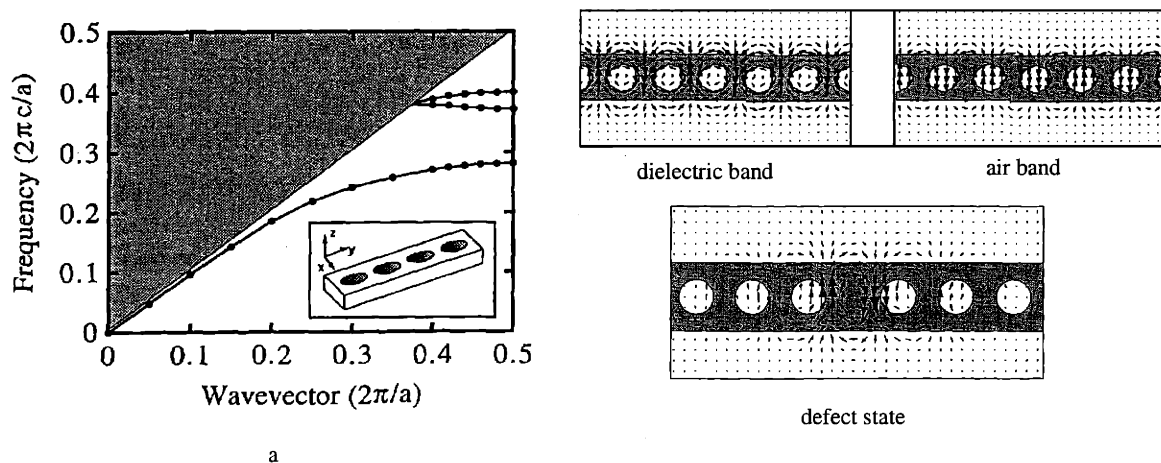 Frequency (2π c/a)
0.5
0.4
0.3
0.2
0.1
0
z
y
x
0 0.1 0.2 0.3 0.4 0.5
Wavevector (2π/a)
a
dielectric band air band
defect state